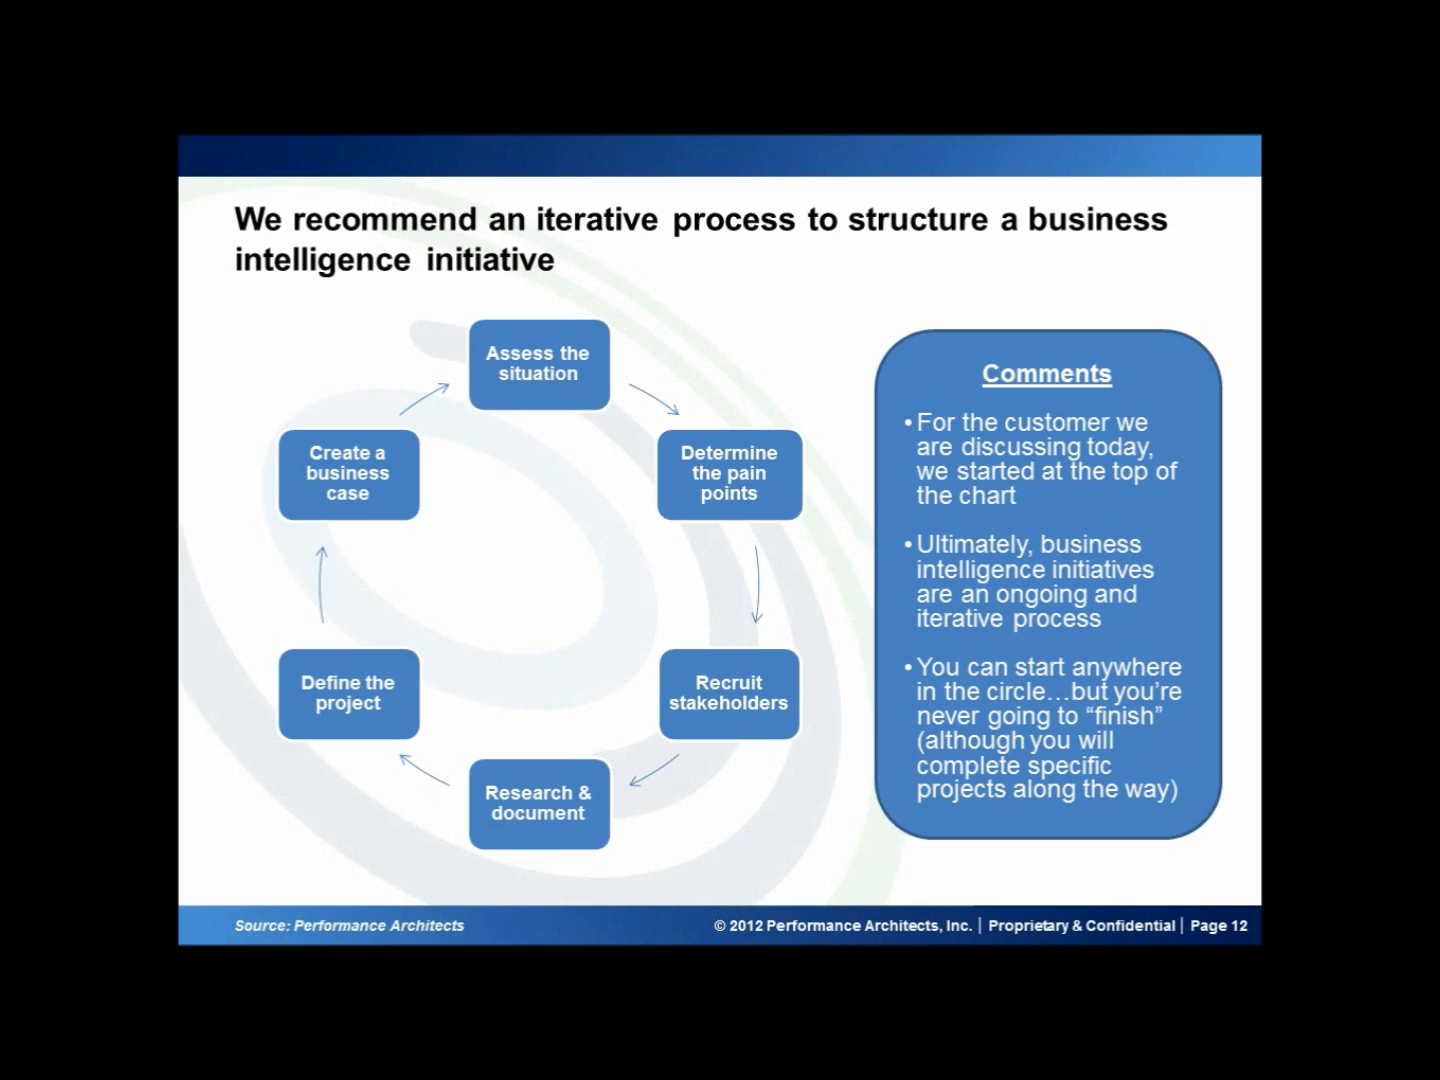 We recommend an iterative process to structure a business
intelligence initiative
Assess the
situation
Determine
the pain
points
Recruit
stakeholders
Research &
document
Define the
project
Create a
business
case
Comments
•For the customer we
are discussing today,
we started at the top of
the chart
•Ultimately, business
intelligence initiatives
are an ongoing and
iterative process
•You can start anywhere
in the circle…but you’re
never going to “finish”
(although you will
complete specific
projects along the way)
Source: Performance Architects
© 2012 Performance Architects, Inc. | Proprietary & Confidential | Page 12